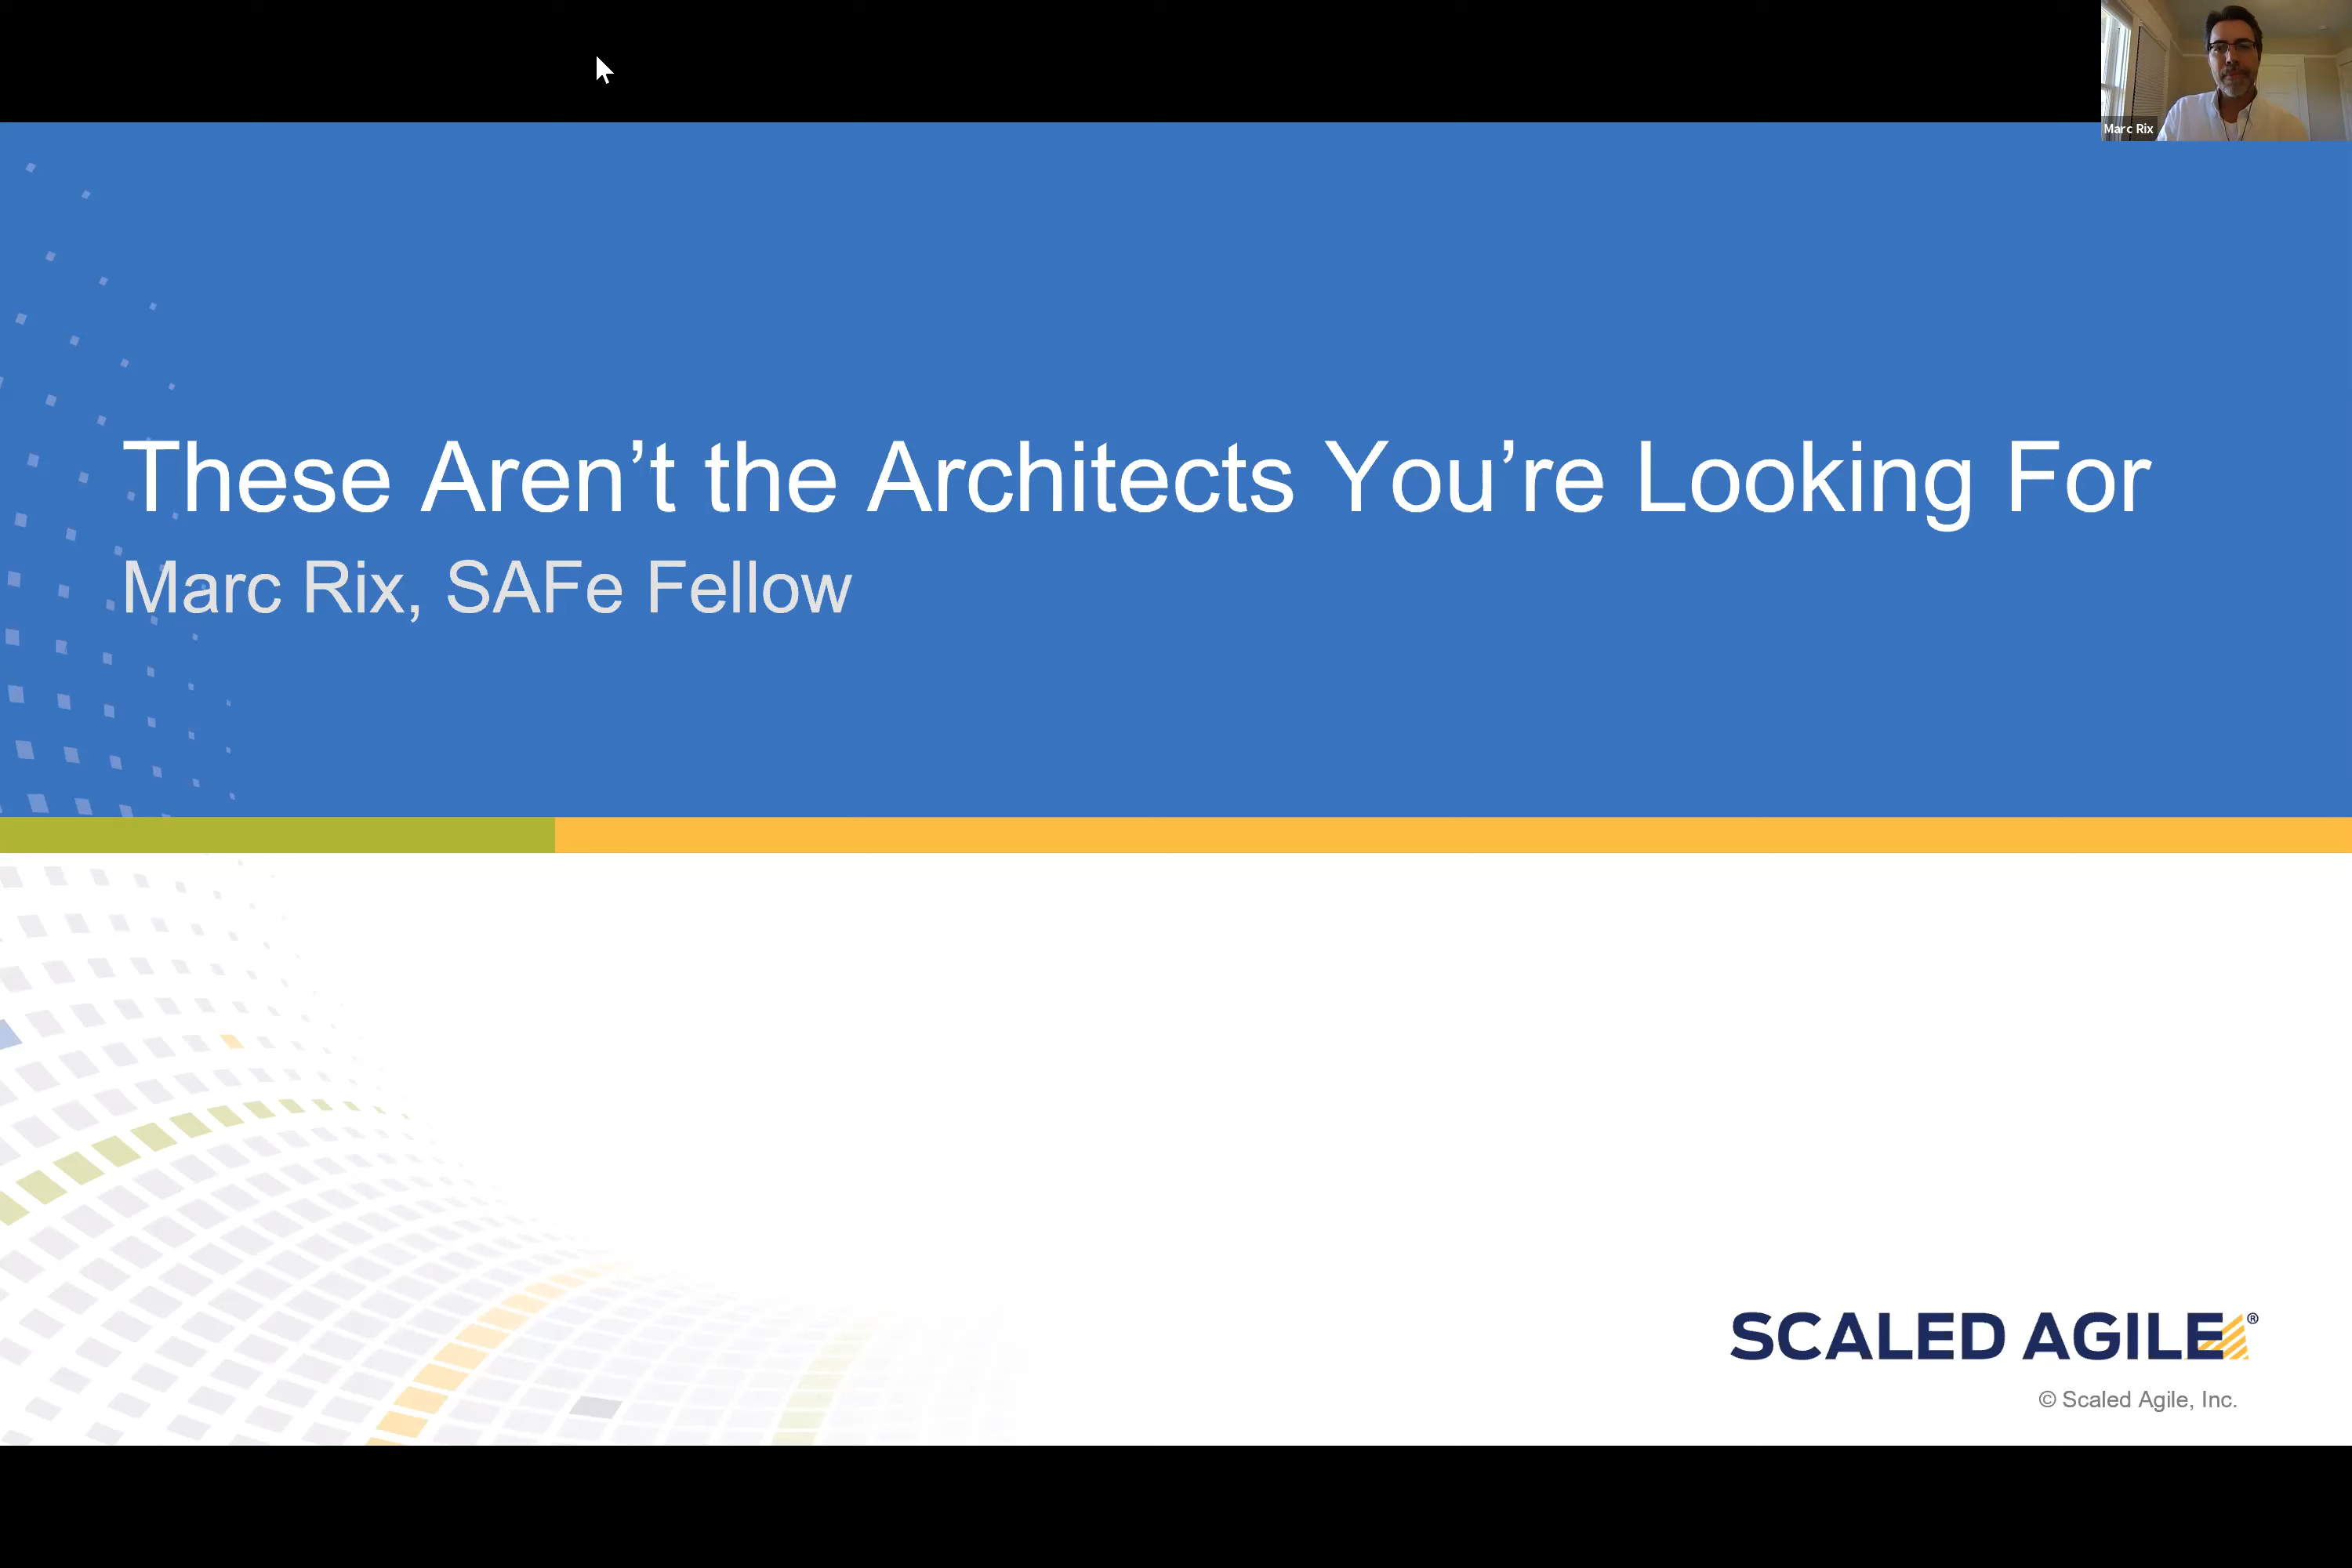 Marc Rix
These Aren’t the Architects You’re Looking For
Marc Rix, SAFe Fellow
SCALED AGILE®
© Scaled Agile, Inc.